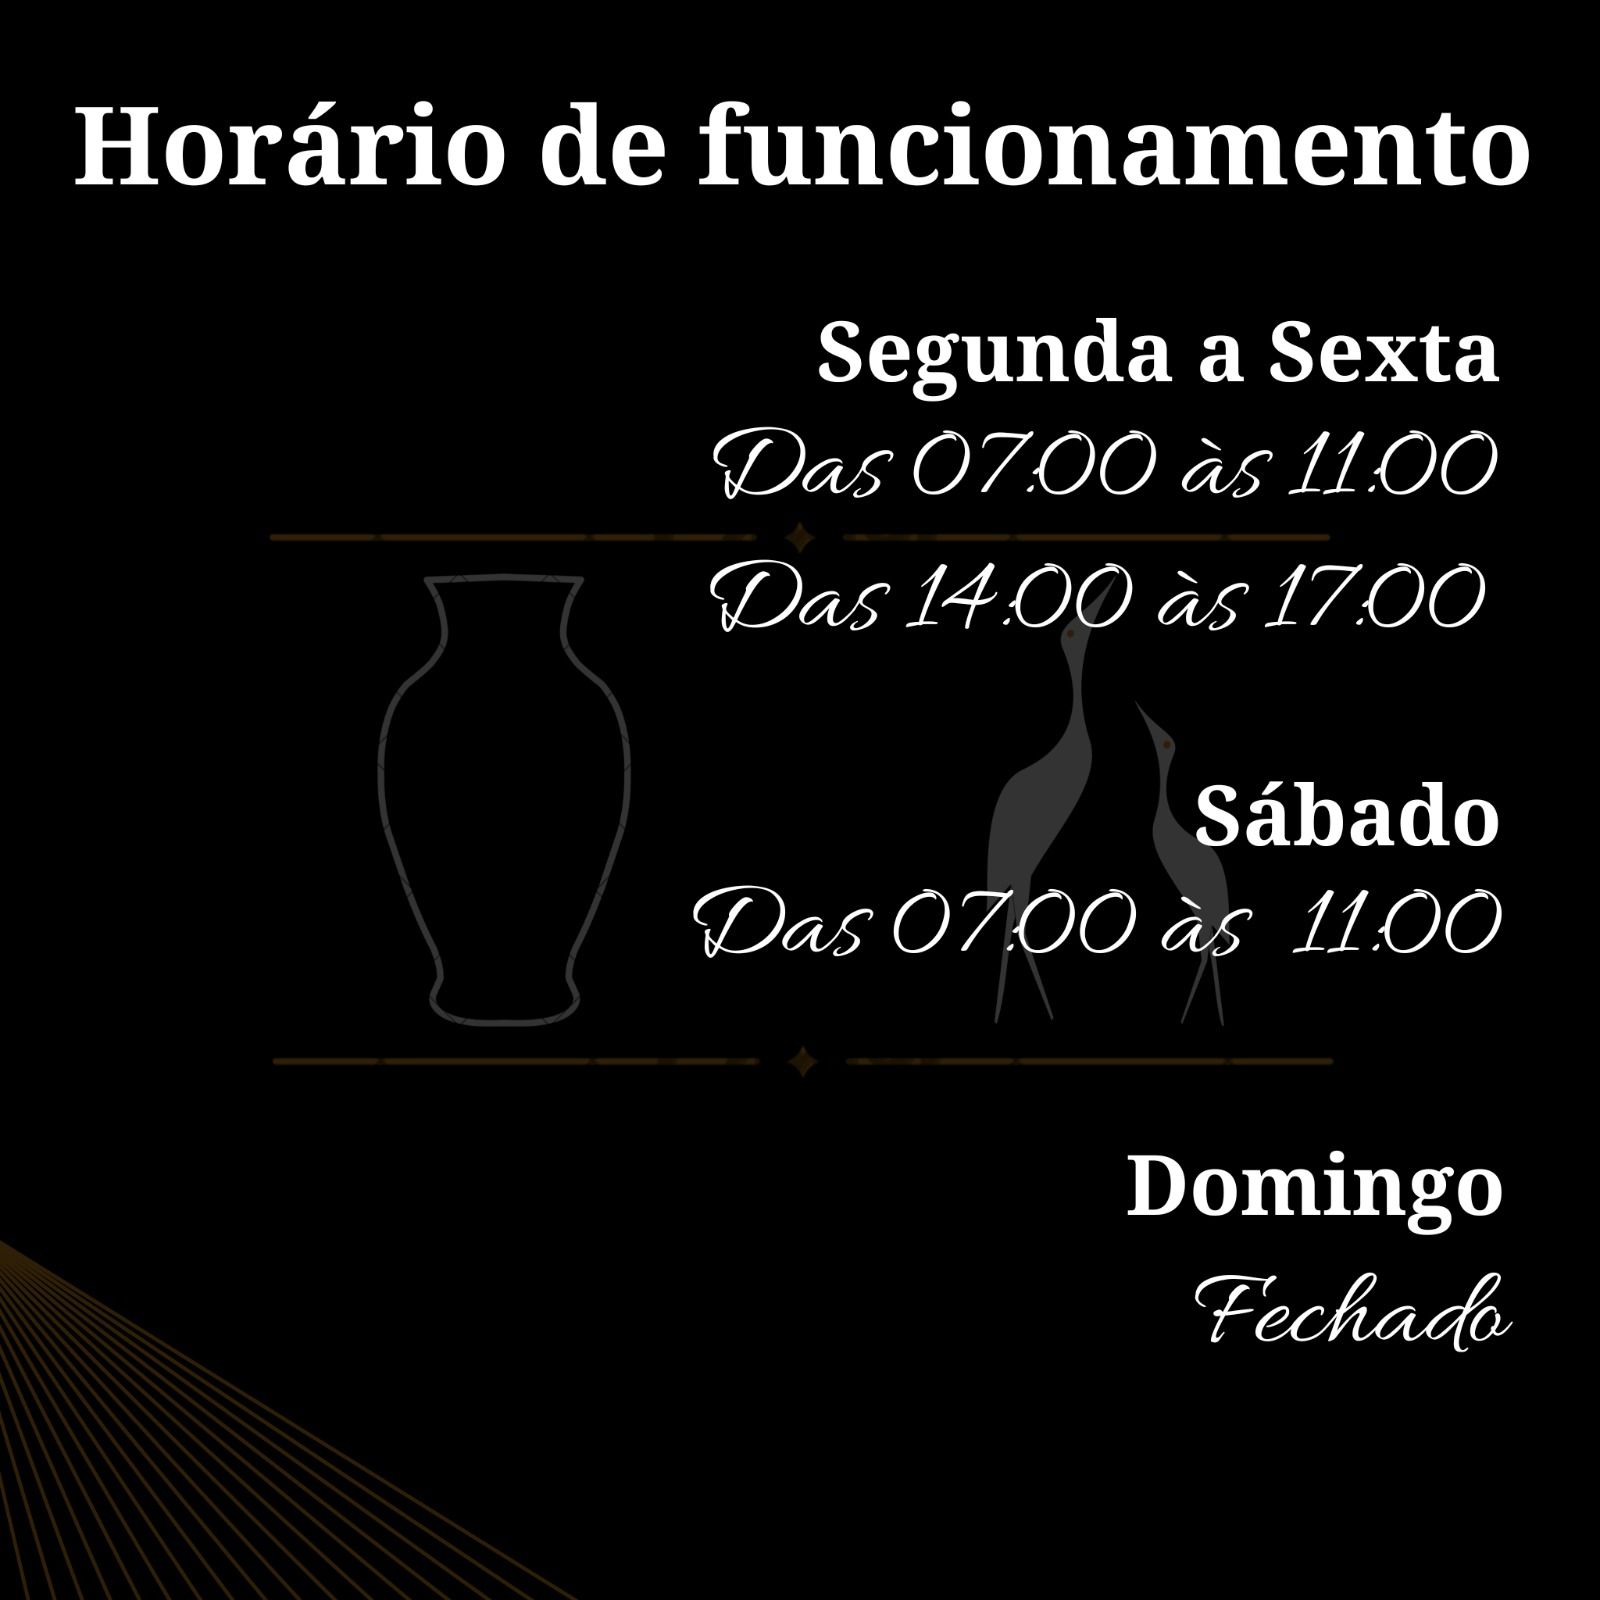 Horário de funcionamento
Segunda a Sexta
Das 07:00 às 11:00
Das 14:00 às 17:00
Sábado
Das 07:00 às 11:00
Domingo
Fechado